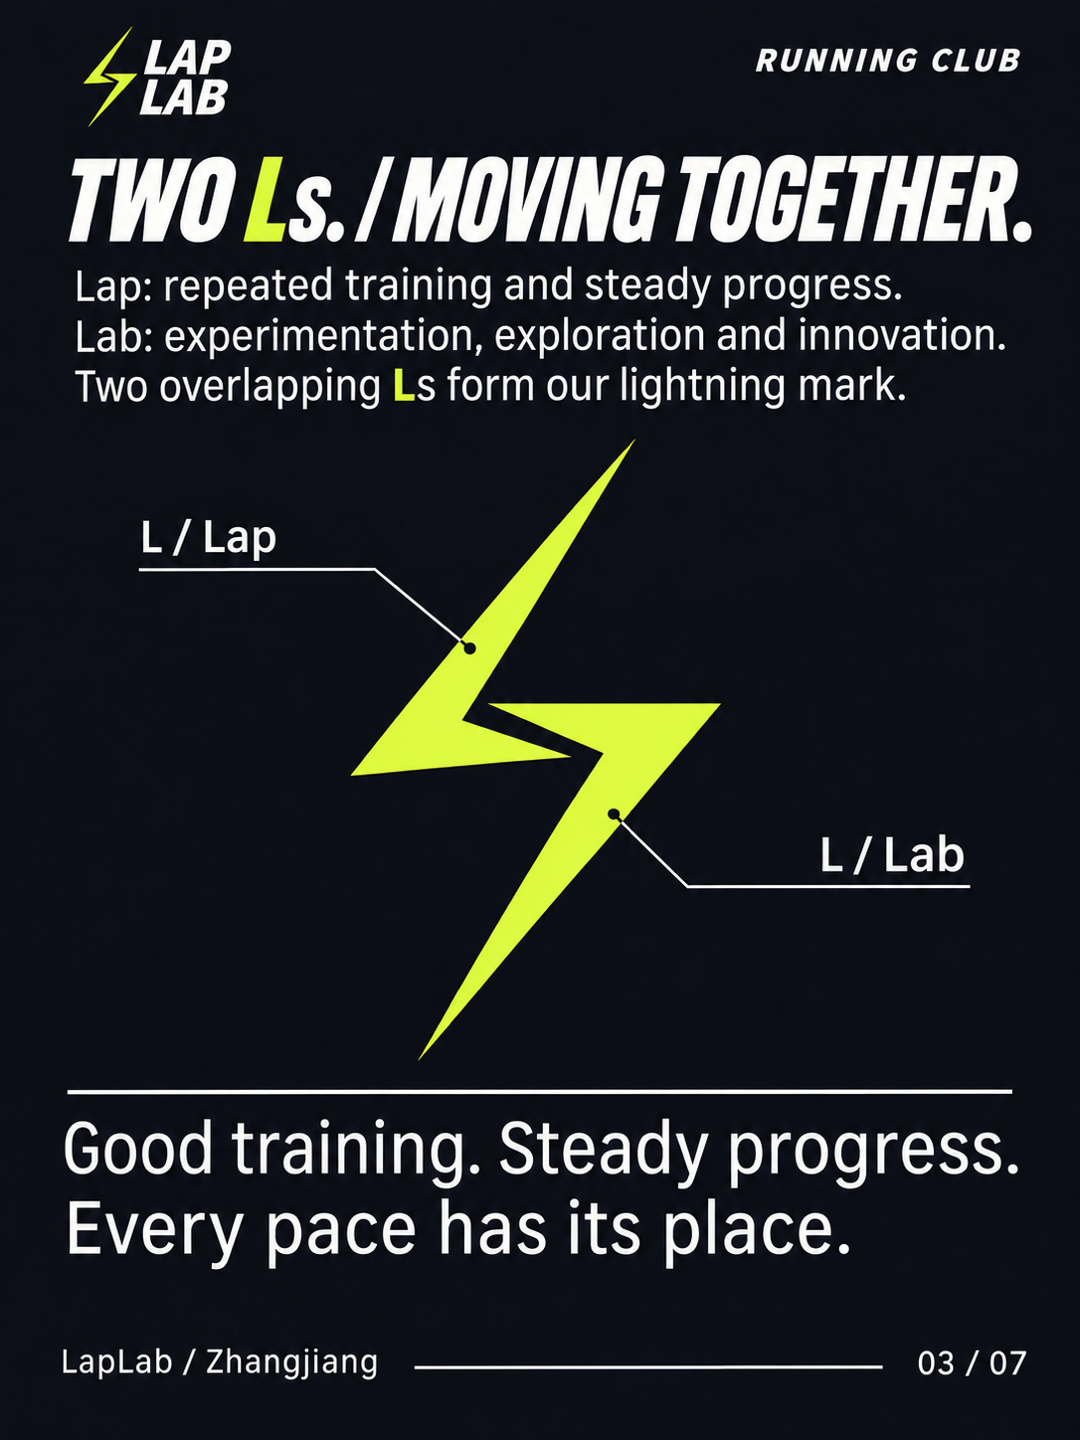 LAP
LAB
RUNNING CLUB
TWO Ls. / MOVING TOGETHER.
Lap: repeated training and steady progress.
Lab: experimentation, exploration and innovation.
Two overlapping Ls form our lightning mark.
L / Lap
L / Lab
Good training. Steady progress.
Every pace has its place.
LapLab / Zhangjiang
03 / 07